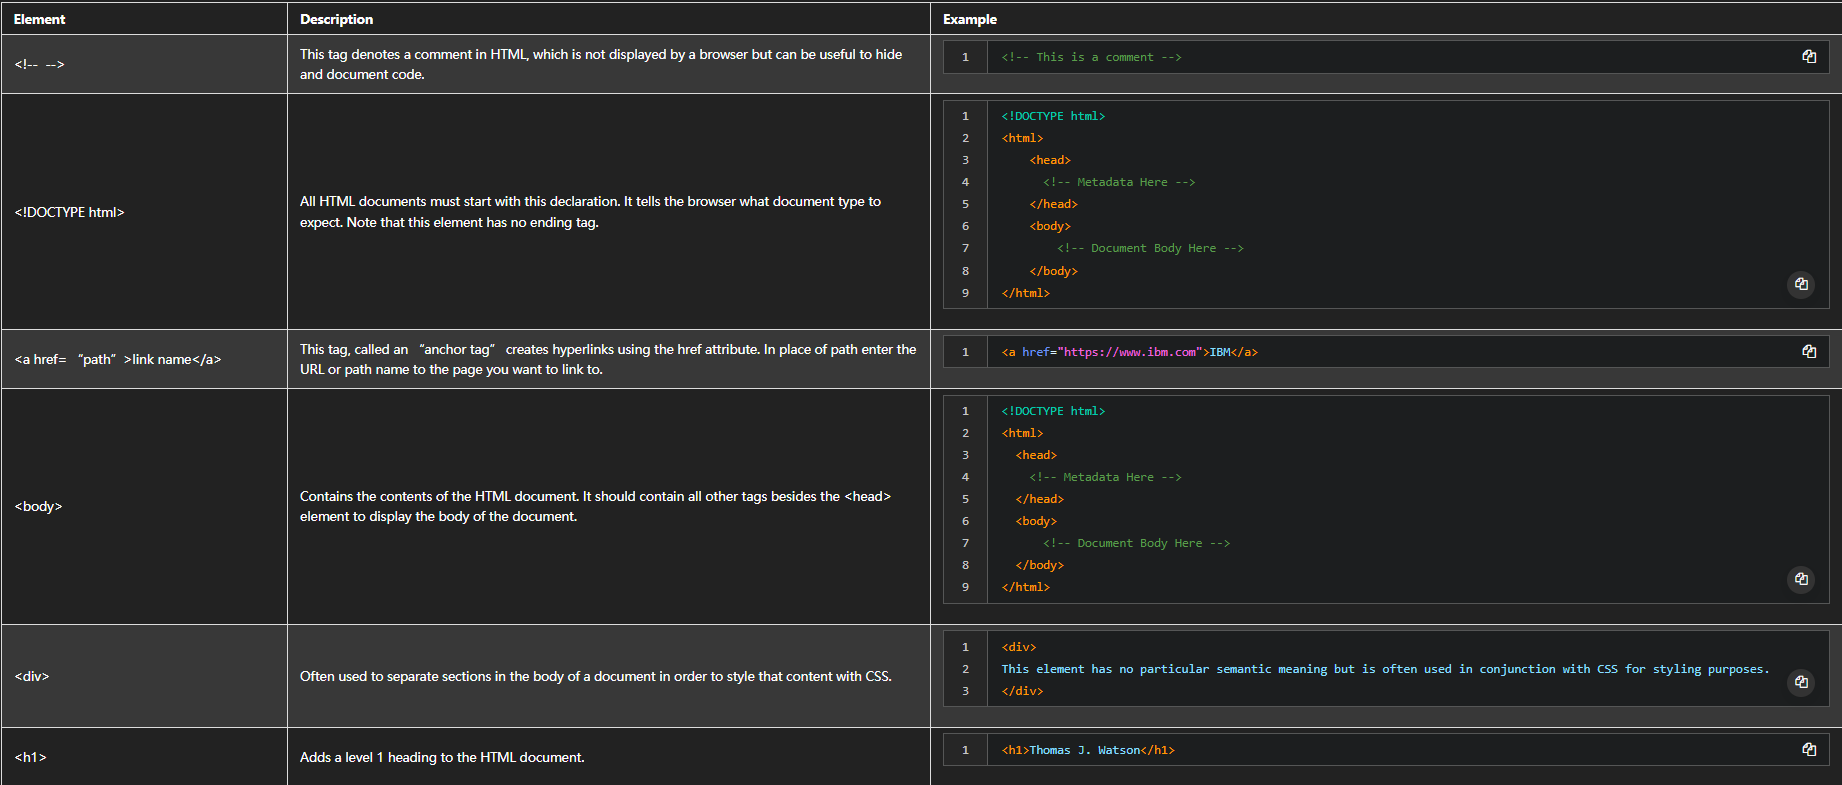 Element Description Example
<!-- -->
This tag denotes a comment in HTML, which is not displayed by a browser but can be useful to hide
and document code.
1 <!-- This is a comment -->
<!DOCTYPE html>
All HTML documents must start with this declaration. It tells the browser what document type to
expect. Note that this element has no ending tag.
1 <!DOCTYPE html>
2 <html>
3 <head>
4 <!-- Metadata Here -->
5 </head>
6 <body>
7 <!-- Document Body Here -->
8 </body>
9 </html>
<a href= “path” >link name</a>
This tag, called an “anchor tag” creates hyperlinks using the href attribute. In place of path enter the
URL or path name to the page you want to link to.
1 <a href="https://www.ibm.com">IBM</a>
<body>
Contains the contents of the HTML document. It should contain all other tags besides the <head>
element to display the body of the document.
1 <!DOCTYPE html>
2 <html>
3 <head>
4 <!-- Metadata Here -->
5 </head>
6 <body>
7 <!-- Document Body Here -->
8 </body>
9 </html>
<div>
Often used to separate sections in the body of a document in order to style that content with CSS.
1 <div>
2 This element has no particular semantic meaning but is often used in conjunction with CSS for styling purposes.
3 </div>
<h1>
Adds a level 1 heading to the HTML document.
1 <h1>Thomas J. Watson</h1>